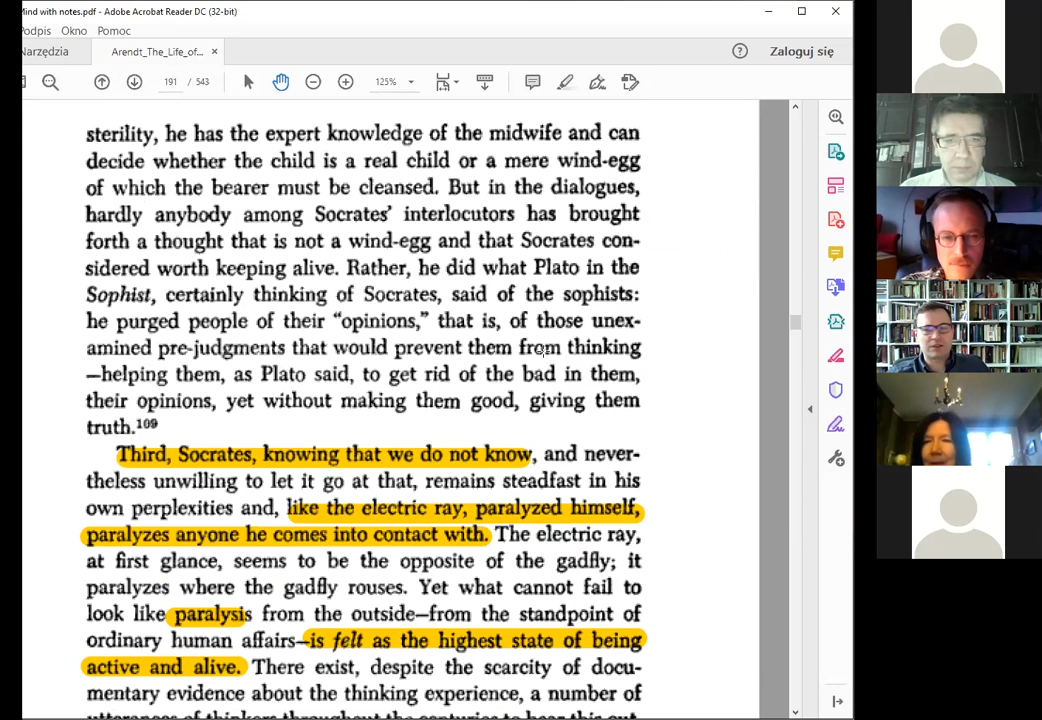 Mind with notes.pdf - Adobe Acrobat Reader DC (32-bit)
Podpis Okno Pomoc
Narzędzia Arendt_The_Life_of... × Zaloguj się
191 / 543 125%
sterility, he has the expert knowledge of the midwife and can
decide whether the child is a real child or a mere wind-egg
of which the bearer must be cleansed. But in the dialogues,
hardly anybody among Socrates' interlocutors has brought
forth a thought that is not a wind-egg and that Socrates con-
sidered worth keeping alive. Rather, he did what Plato in the
Sophist, certainly thinking of Socrates, said of the sophists:
he purged people of their “opinions,” that is, of those unex-
amined pre-judgments that would prevent them from thinking
—helping them, as Plato said, to get rid of the bad in them,
their opinions, yet without making them good, giving them
truth.109
Third, Socrates, knowing that we do not know, and never-
theless unwilling to let it go at that, remains steadfast in his
own perplexities and, like the electric ray, paralyzed himself,
paralyzes anyone he comes into contact with. The electric ray,
at first glance, seems to be the opposite of the gadfly; it
paralyzes where the gadfly rouses. Yet what cannot fail to
look like paralysis from the outside—from the standpoint of
ordinary human affairs—is felt as the highest state of being
active and alive. There exist, despite the scarcity of docu-
mentary evidence about the thinking experience, a number of
utterances of thinkers throughout the centuries to bear this out.